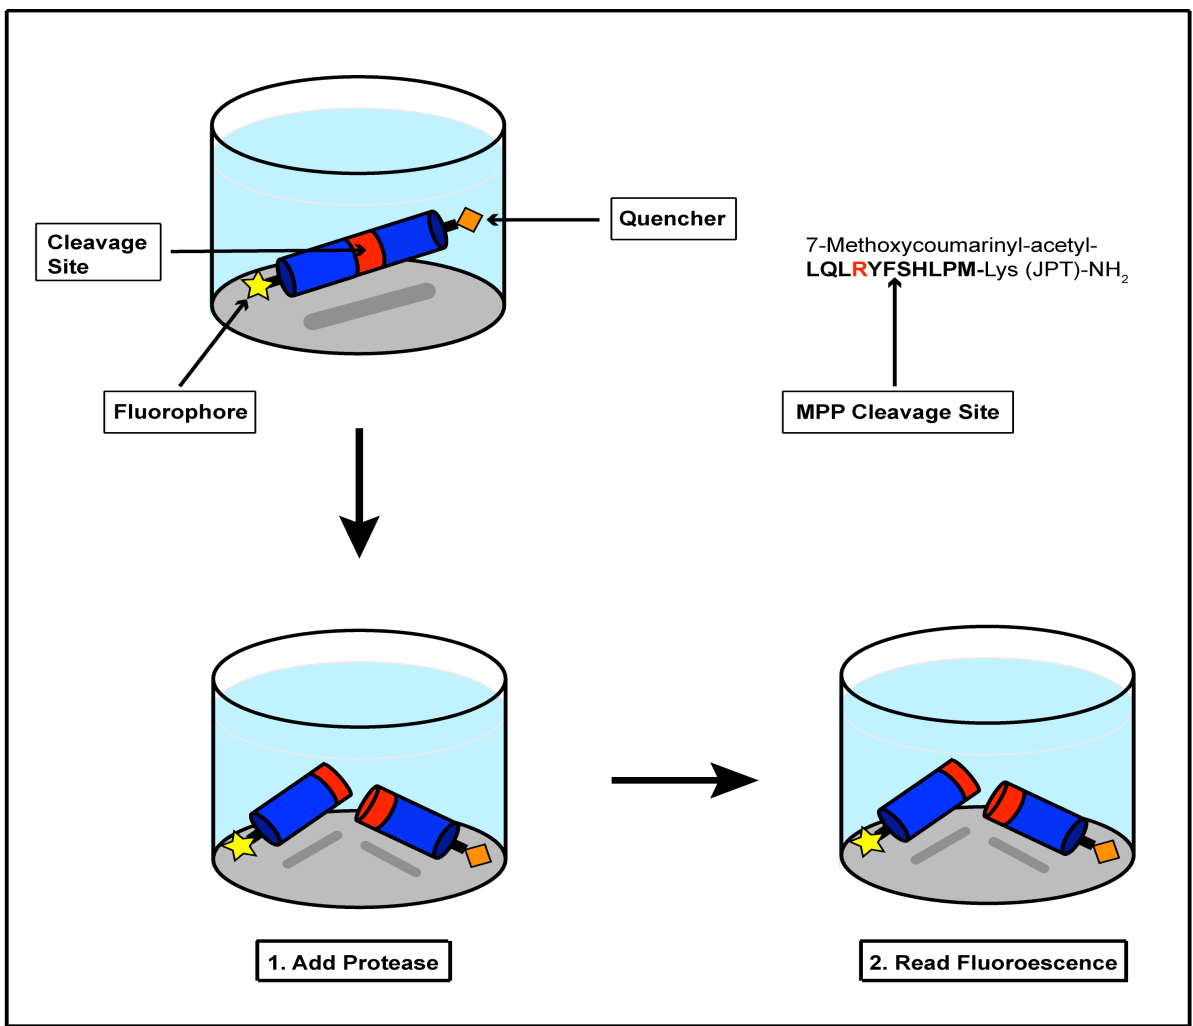 Cleavage
Site
Quencher
7-Methoxycoumarinyl-acetyl-
LQLRYFSHLPM-Lys (JPT)-NH₂
Fluorophore
MPP Cleavage Site
1. Add Protease
2. Read Fluoroescence